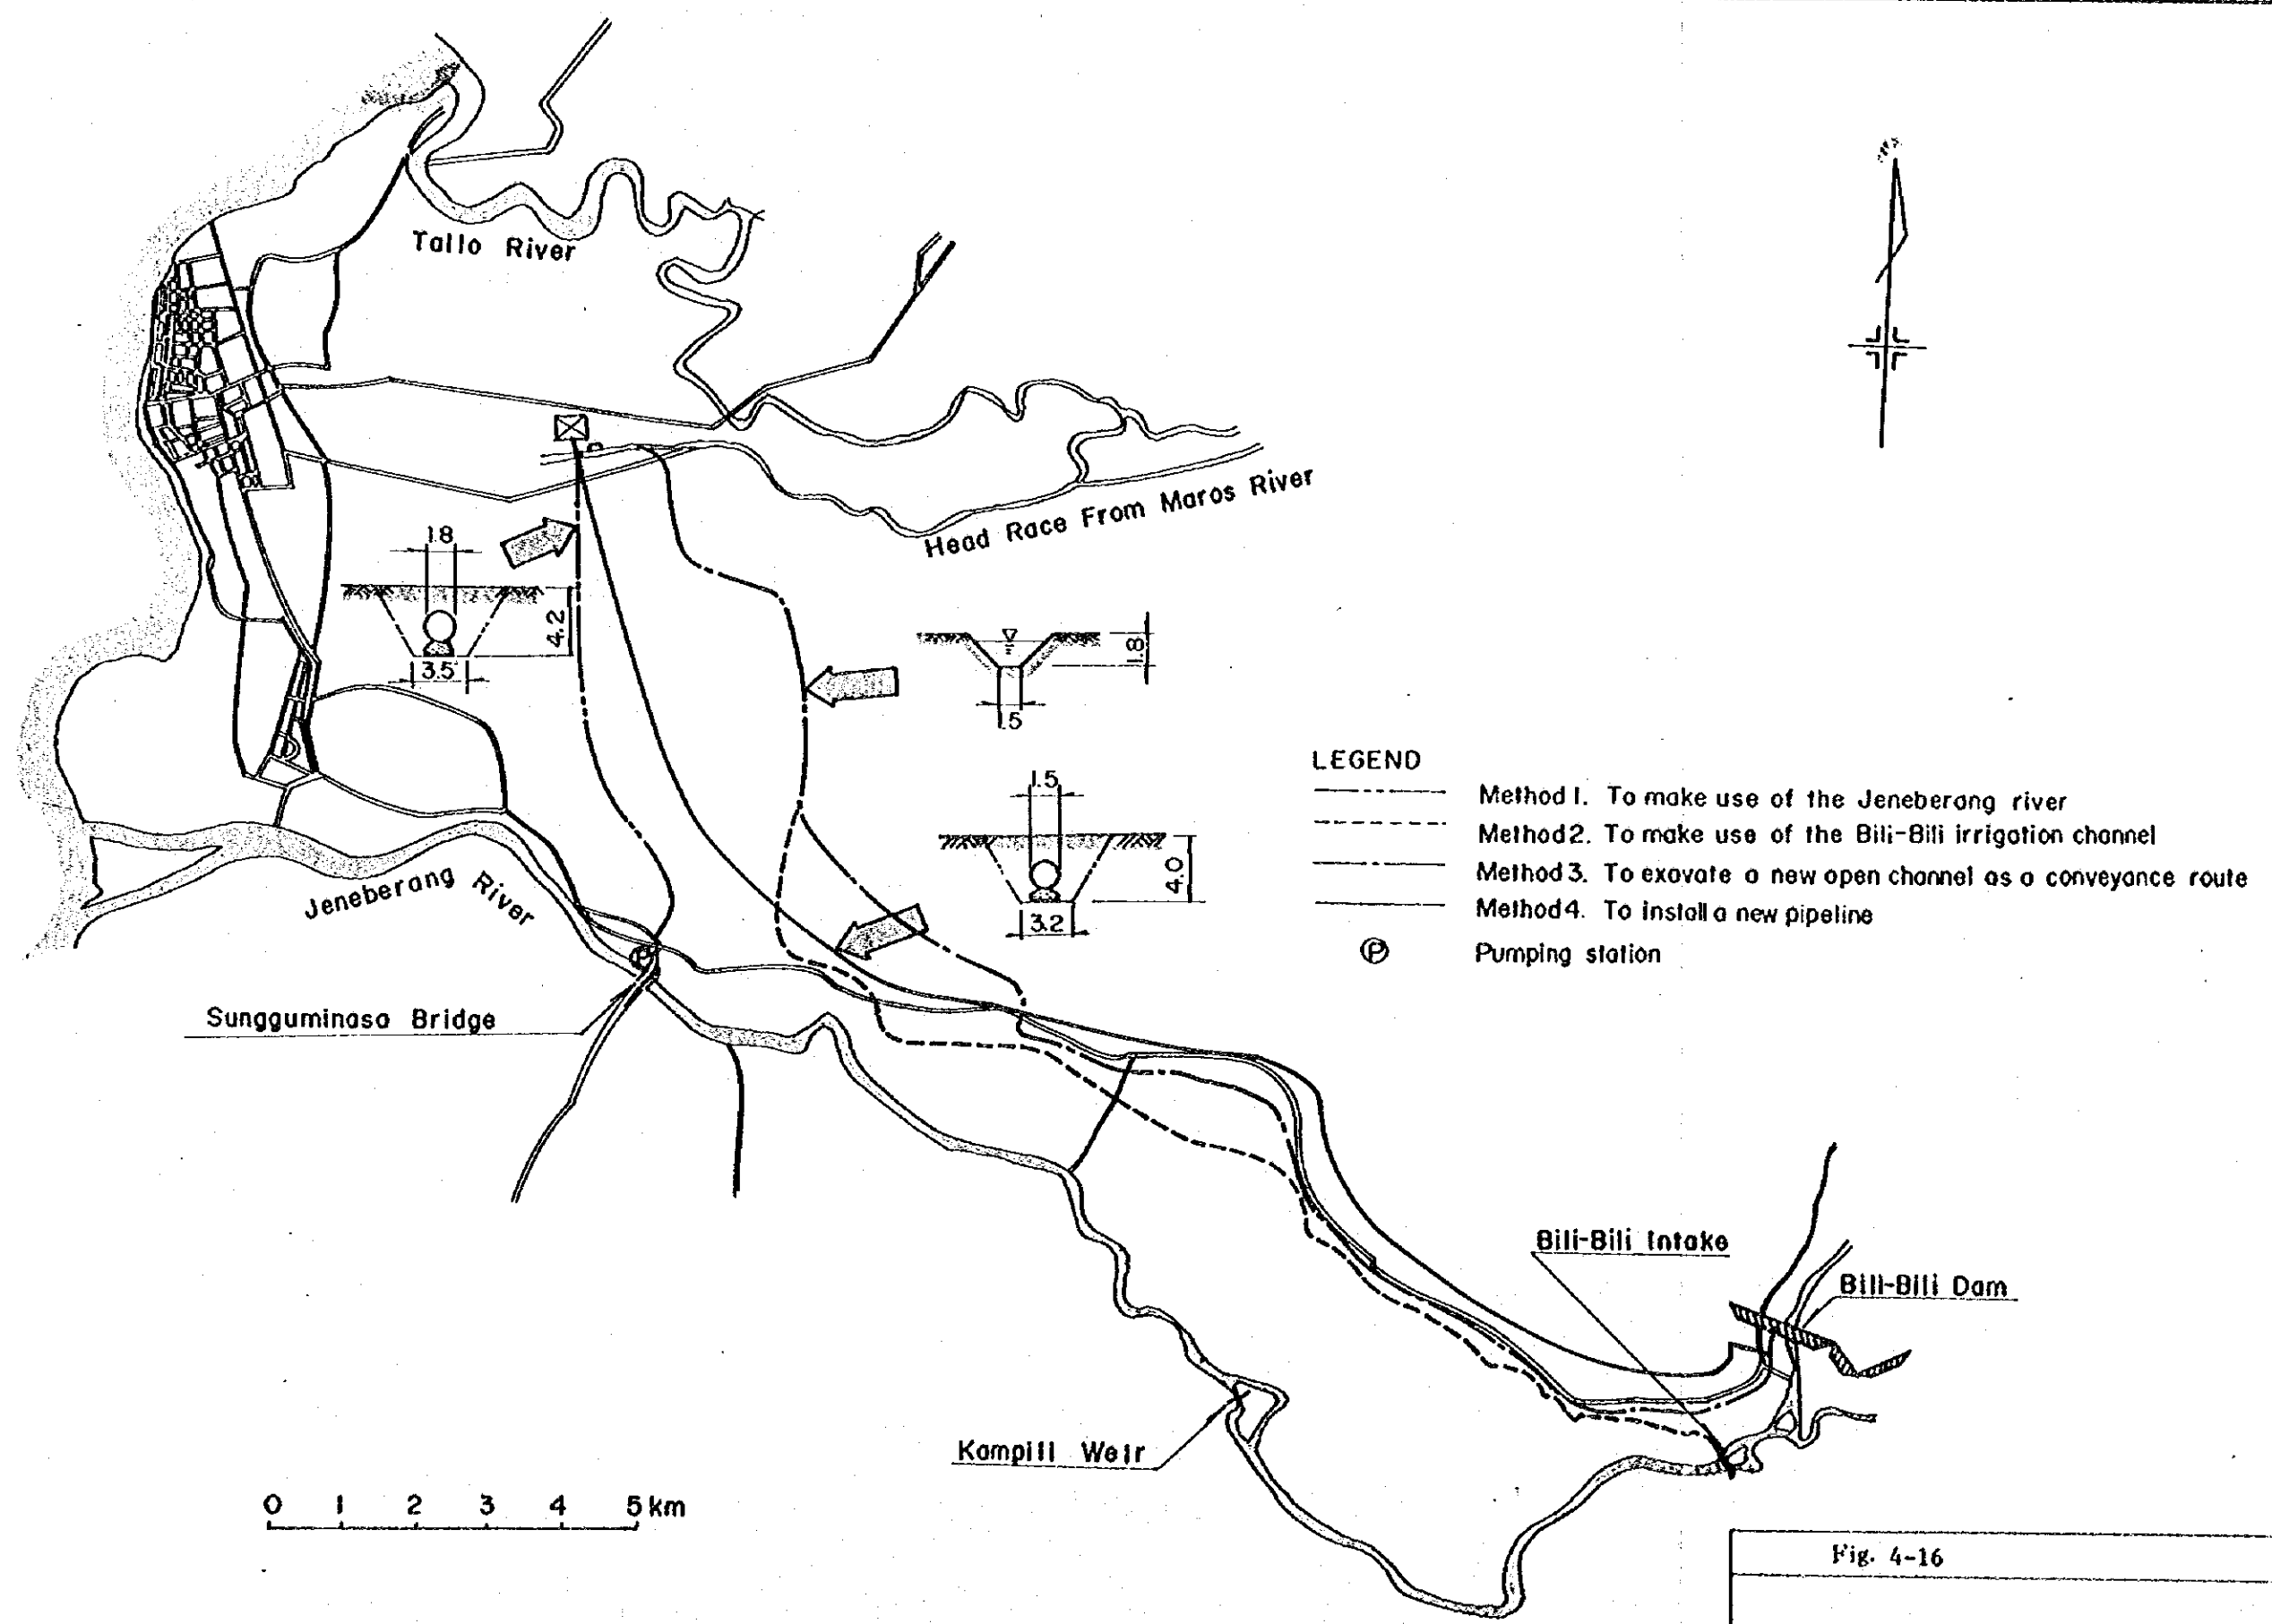 Tallo River
Head Race From Maros River
1.8
4.2
3.5
1.8
1.5
1.5
4.0
3.2
LEGEND
Method 1. To make use of the Jeneberang river
Method 2. To make use of the Bili-Bili irrigation channel
Method 3. To exavate a new open channel as a conveyance route
Method 4. To install a new pipeline
P Pumping station
Jeneberang River
P
Sungguminasa Bridge
Bili-Bili Intake
Bili-Bili Dam
Kampili Weir
0 1 2 3 4 5 km
Fig. 4-16